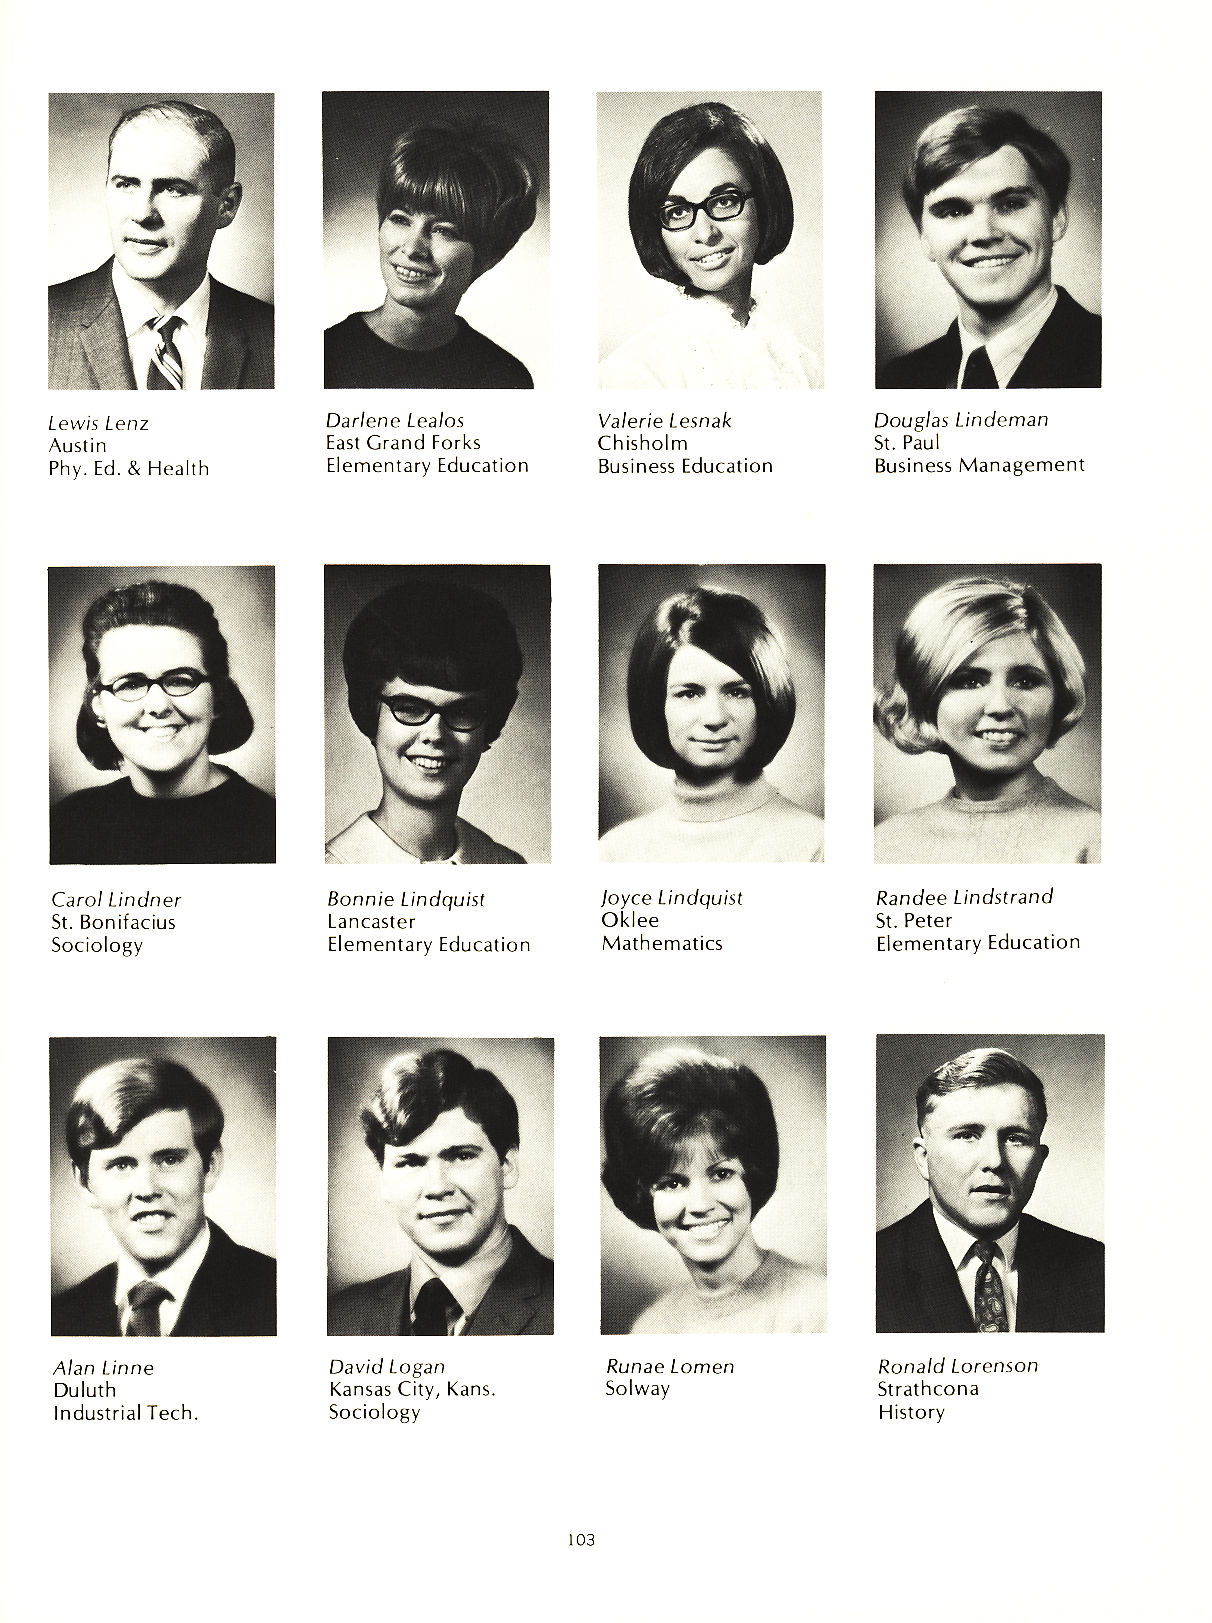 Lewis Lenz
Austin
Phy. Ed. & Health
Darlene Lealos
East Grand Forks
Elementary Education
Valerie Lesnak
Chisholm
Business Education
Douglas Lindeman
St. Paul
Business Management
Carol Lindner
St. Bonifacius
Sociology
Bonnie Lindquist
Lancaster
Elementary Education
Joyce Lindquist
Oklee
Mathematics
Randee Lindstrand
St. Peter
Elementary Education
Alan Linne
Duluth
Industrial Tech.
David Logan
Kansas City, Kans.
Sociology
Runae Lomen
Solway
Ronald Lorenson
Strathcona
History
103